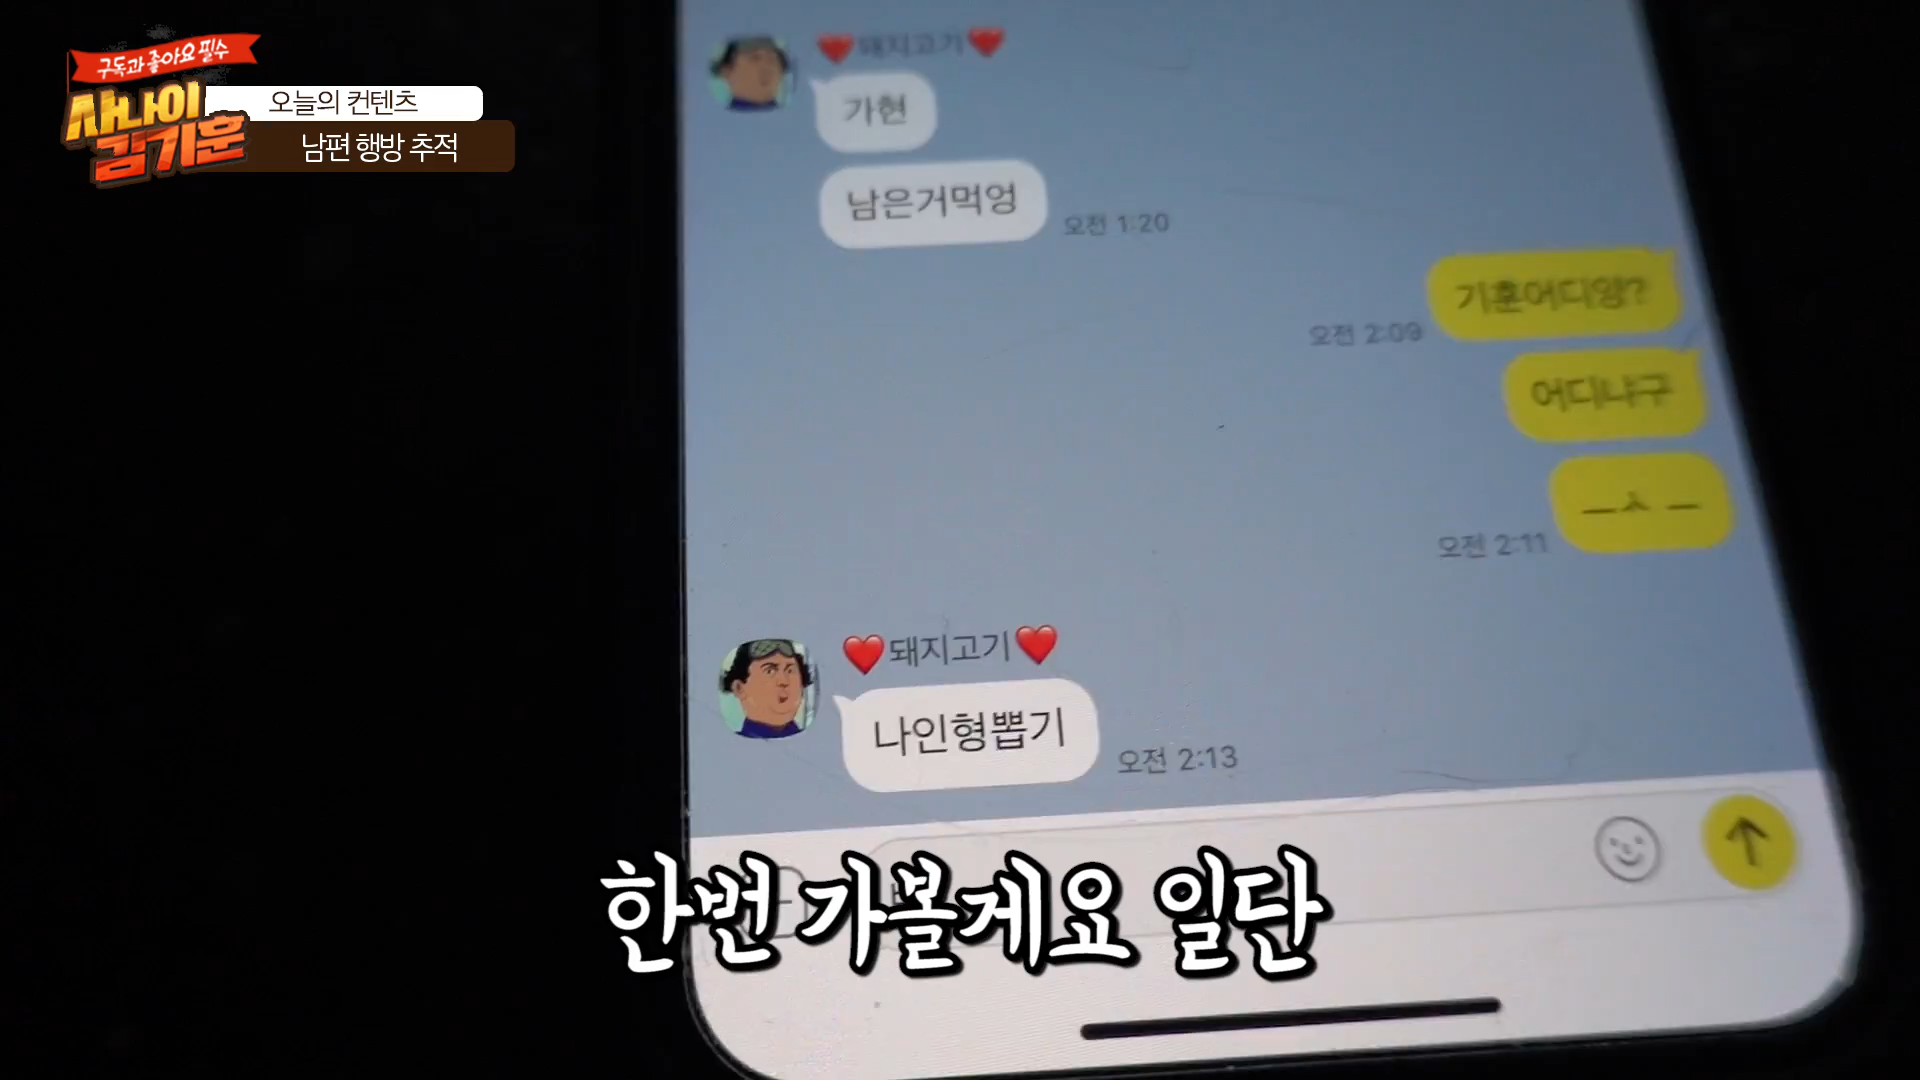 구독과 좋아요 필수
사나이
김기훈
오늘의 컨텐츠
남편 행방 추적
❤️돼지고기❤️
가현
남은거먹엉
오전 1:20
기훈어디양?
오전 2:09
어디냐구
ㅡㅅㅡ
오전 2:11
❤️돼지고기❤️
나인형뽑기
오전 2:13
한번 가볼게요 일단